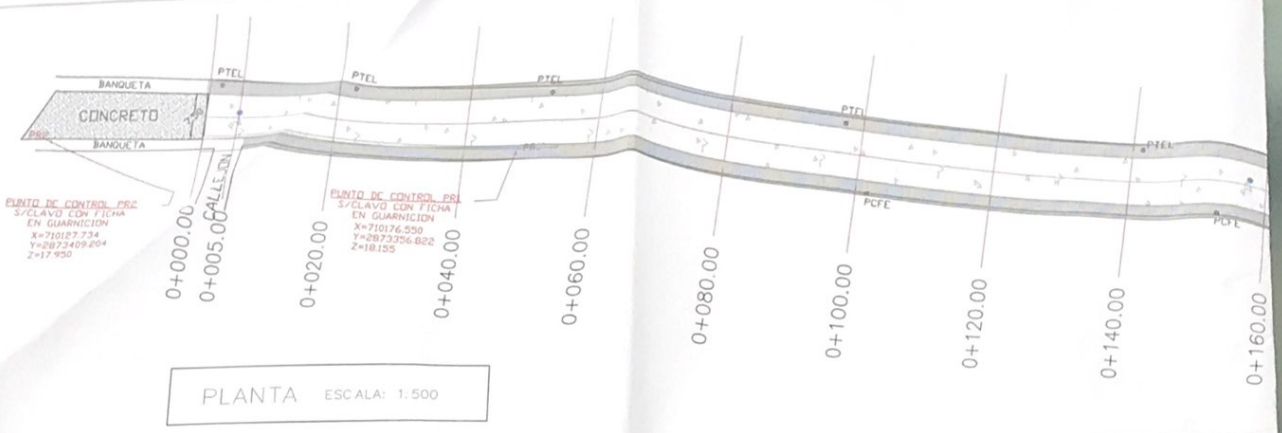 BANQUETA
CONCRETO
PR2
BANQUETA
CALLEJON
PTEL
PTEL
PTEL
PTEL
PTEL
PCFE
PCFE
PUNTO DE CONTROL PR2
S/CLAVO CON FICHA
EN GUARNICION
X=710127.734
Y=2873409.204
Z=17.950
PUNTO DE CONTROL PR1
S/CLAVO CON FICHA
EN GUARNICION
X=710176.550
Y=2873356.822
Z=18.155
0+000.00
0+005.00
0+020.00
0+040.00
0+060.00
0+080.00
0+100.00
0+120.00
0+140.00
0+160.00
PLANTA ESCALA: 1:500